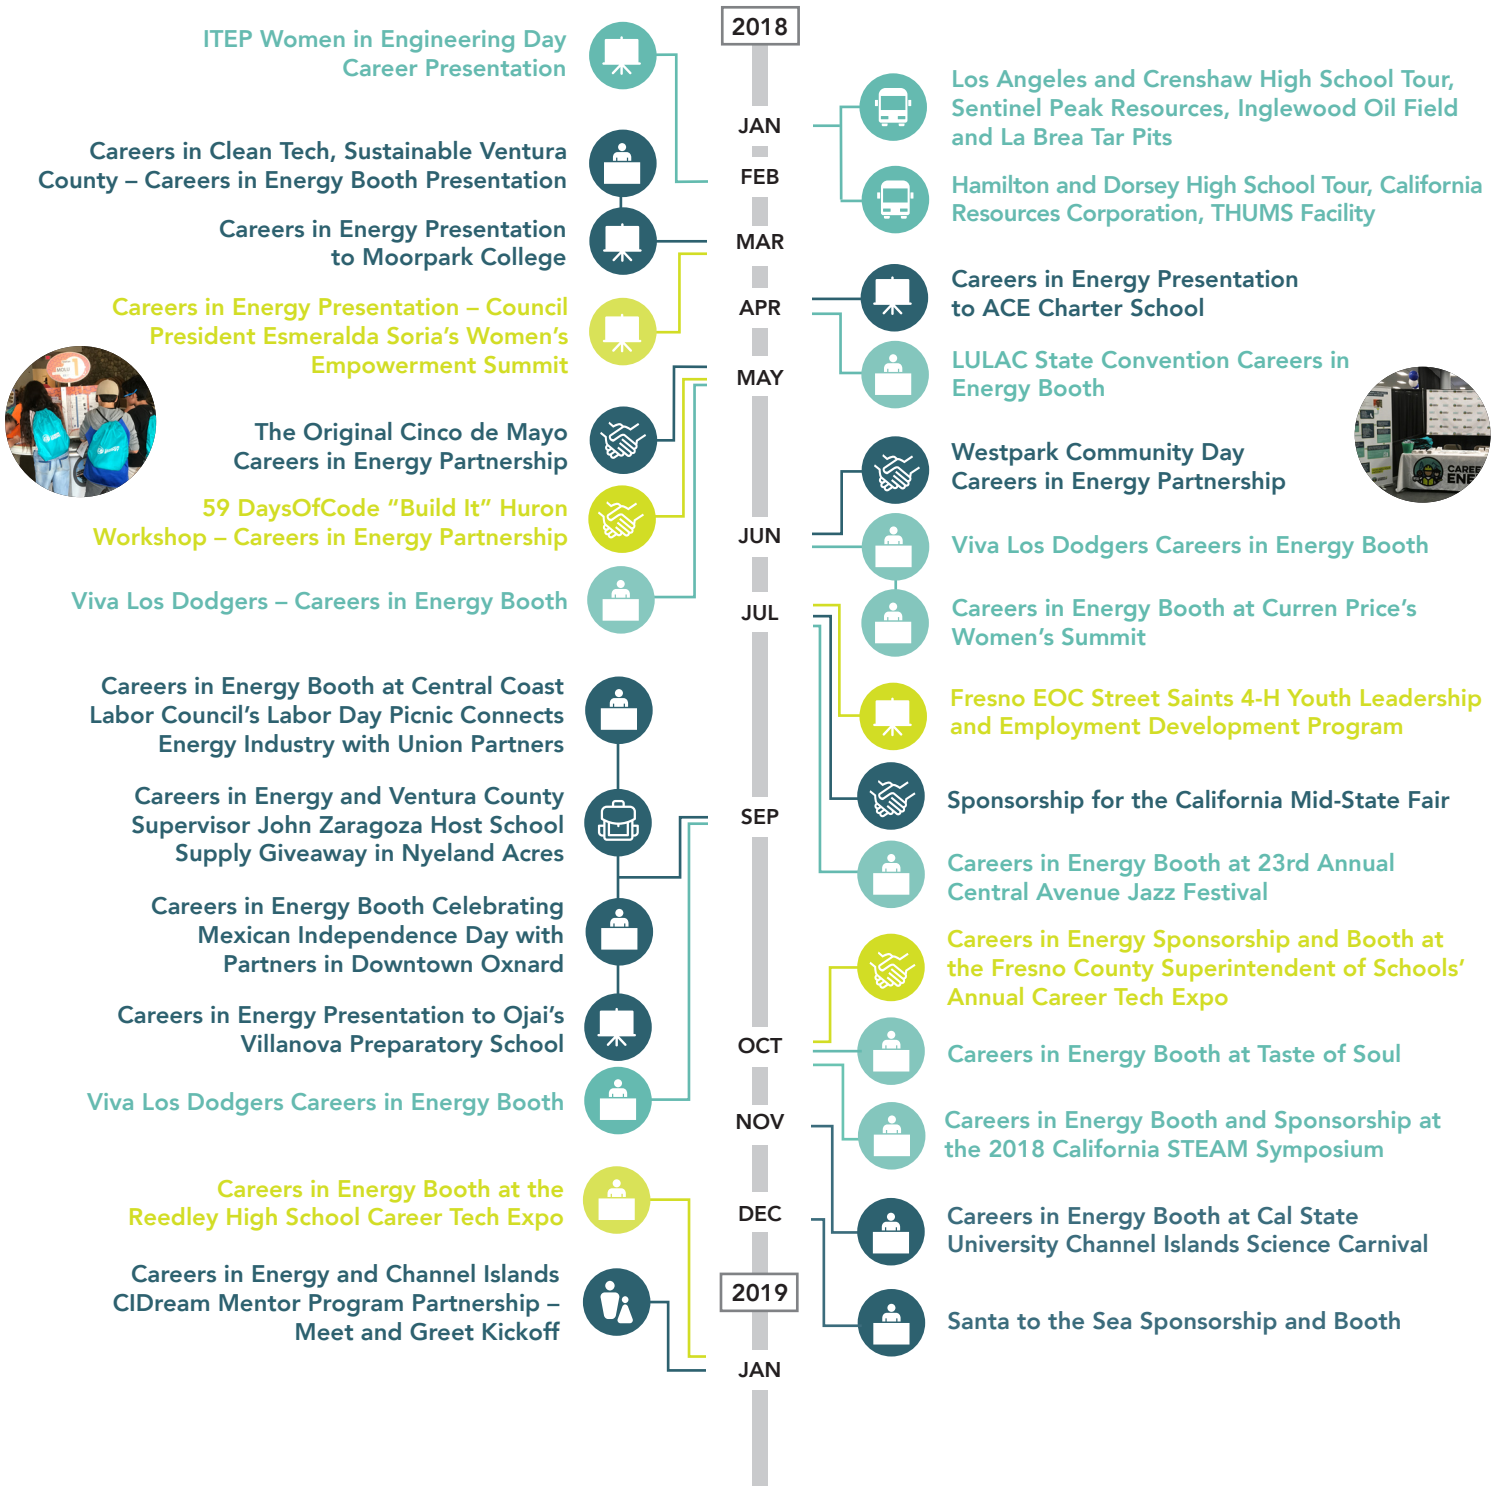 2018
ITEP Women in Engineering Day
Career Presentation
JAN
Los Angeles and Crenshaw High School Tour,
Sentinel Peak Resources, Inglewood Oil Field
and La Brea Tar Pits
Careers in Clean Tech, Sustainable Ventura
County – Careers in Energy Booth Presentation
FEB
Hamilton and Dorsey High School Tour, California
Resources Corporation, THUMS Facility
Careers in Energy Presentation
to Moorpark College
MAR
Careers in Energy Presentation
to ACE Charter School
Careers in Energy Presentation – Council
President Esmeralda Soria’s Women’s
Empowerment Summit
APR
LULAC State Convention Careers in
Energy Booth
MAY
The Original Cinco de Mayo
Careers in Energy Partnership
Westpark Community Day
Careers in Energy Partnership
CAREE
ENE
59 DaysOfCode “Build It” Huron
Workshop – Careers in Energy Partnership
JUN
Viva Los Dodgers Careers in Energy Booth
Viva Los Dodgers – Careers in Energy Booth
JUL
Careers in Energy Booth at Curren Price’s
Women’s Summit
Careers in Energy Booth at Central Coast
Labor Council’s Labor Day Picnic Connects
Energy Industry with Union Partners
Fresno EOC Street Saints 4-H Youth Leadership
and Employment Development Program
Careers in Energy and Ventura County
Supervisor John Zaragoza Host School
Supply Giveaway in Nyeland Acres
SEP
Sponsorship for the California Mid-State Fair
Careers in Energy Booth at 23rd Annual
Central Avenue Jazz Festival
Careers in Energy Booth Celebrating
Mexican Independence Day with
Partners in Downtown Oxnard
Careers in Energy Sponsorship and Booth at
the Fresno County Superintendent of Schools’
Annual Career Tech Expo
Careers in Energy Presentation to Ojai’s
Villanova Preparatory School
OCT
Careers in Energy Booth at Taste of Soul
Viva Los Dodgers Careers in Energy Booth
NOV
Careers in Energy Booth and Sponsorship at
the 2018 California STEAM Symposium
Careers in Energy Booth at the
Reedley High School Career Tech Expo
DEC
Careers in Energy Booth at Cal State
University Channel Islands Science Carnival
Careers in Energy and Channel Islands
CIDream Mentor Program Partnership –
Meet and Greet Kickoff
2019
Santa to the Sea Sponsorship and Booth
JAN